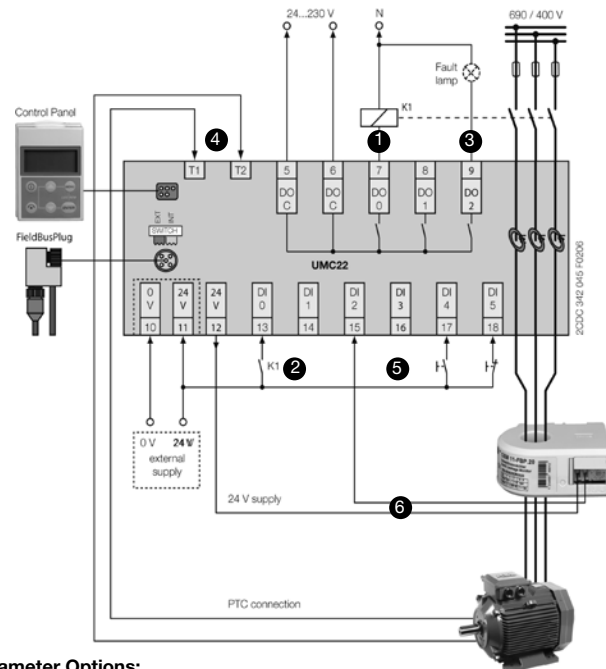 24...230 V
N
690 / 400 V
Fault
lamp
K1
Control Panel
4
1
3
T1
T2
5
6
7
8
9
DO
C
DO
C
DO
0
DO
1
DO
2
EXT
INT
SWITCH
FieldBusPlug
UMC22
2CDC 342 045 F0206
0
V
24
V
24
V
DI
0
DI
1
DI
2
DI
3
DI
4
DI
5
10
11
12
13
14
15
16
17
18
K1
2
5
0 V
24 V
external
supply
24 V supply
6
PTC connection
ameter Options: